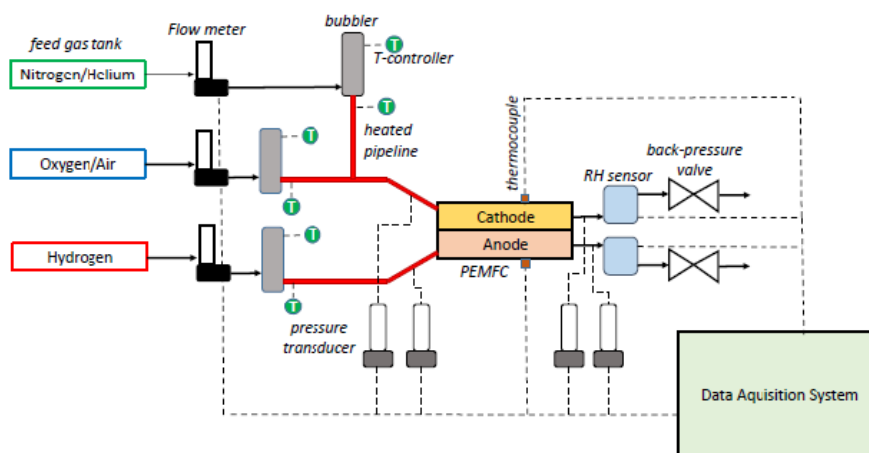 bubbler
Flow meter
feed gas tank
T
T-controller
Nitrogen/Helium
T
heated
pipeline
thermocouple
back-pressure
valve
T
Oxygen/Air
RH sensor
T
Cathode
T
Anode
Hydrogen
PEMFC
T
pressure
transducer
Data Aquisition System